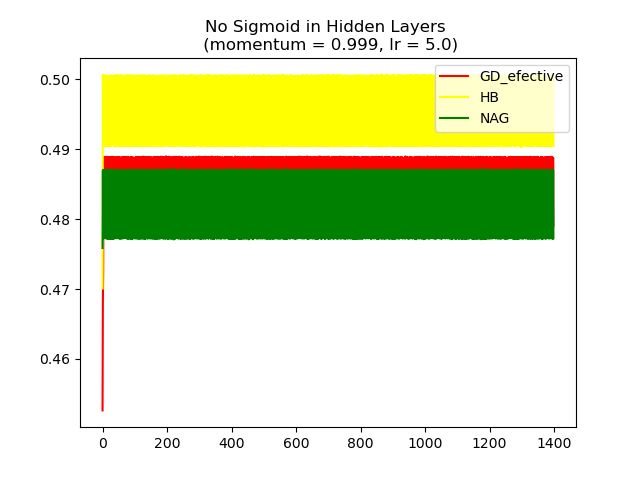 No Sigmoid in Hidden Layers
(momentum = 0.999, lr = 5.0)
GD_efective
HB
NAG
0.50
0.49
0.48
0.47
0.46
0 200 400 600 800 1000 1200 1400